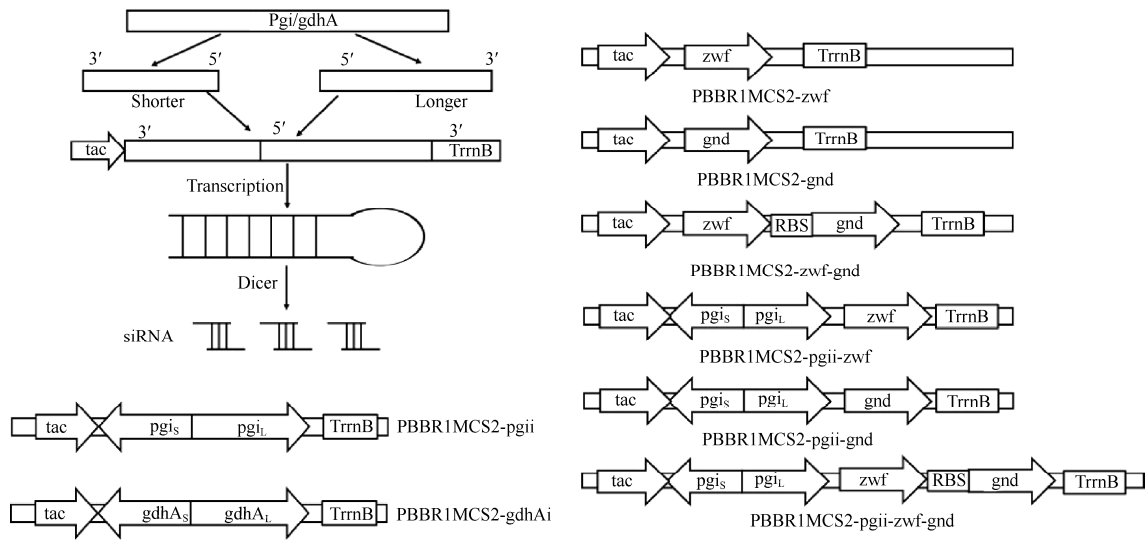 Pgi/gdhA
3′ 5′ 5′ 3′
Shorter Longer
5′
3′ 3′
tac TrrnB
Transcription
Dicer
siRNA
tac pgiS pgiL TrrnB PBBR1MCS2-pgii
tac gdhAS gdhAL TrrnB PBBR1MCS2-gdhAi
tac zwf TrrnB
PBBR1MCS2-zwf
tac gnd TrrnB
PBBR1MCS2-gnd
tac zwf RBS gnd TrrnB
PBBR1MCS2-zwf-gnd
tac pgiS pgiL zwf TrrnB
PBBR1MCS2-pgii-zwf
tac pgiS pgiL gnd TrrnB
PBBR1MCS2-pgii-gnd
tac pgiS pgiL zwf RBS gnd TrrnB
PBBR1MCS2-pgii-zwf-gnd